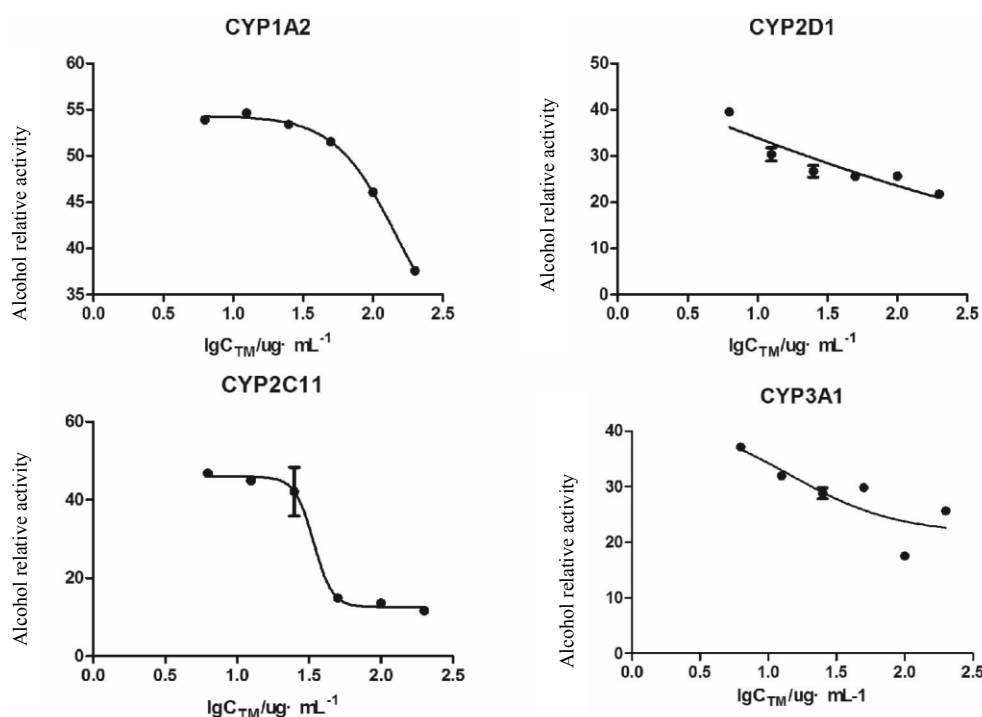 CYP1A2
Alcohol relative activity
60
55
50
45
40
35
0.0 0.5 1.0 1.5 2.0 2.5
lgC_TM/ug· mL⁻¹
CYP2D1
Alcohol relative activity
50
40
30
20
10
0
0.0 0.5 1.0 1.5 2.0 2.5
lgC_TM/ug· mL⁻¹
CYP2C11
Alcohol relative activity
60
40
20
0
0.0 0.5 1.0 1.5 2.0 2.5
lgC_TM/ug· mL⁻¹
CYP3A1
Alcohol relative activity
40
30
20
10
0
0.0 0.5 1.0 1.5 2.0 2.5
lgC_TM/ug· mL-1